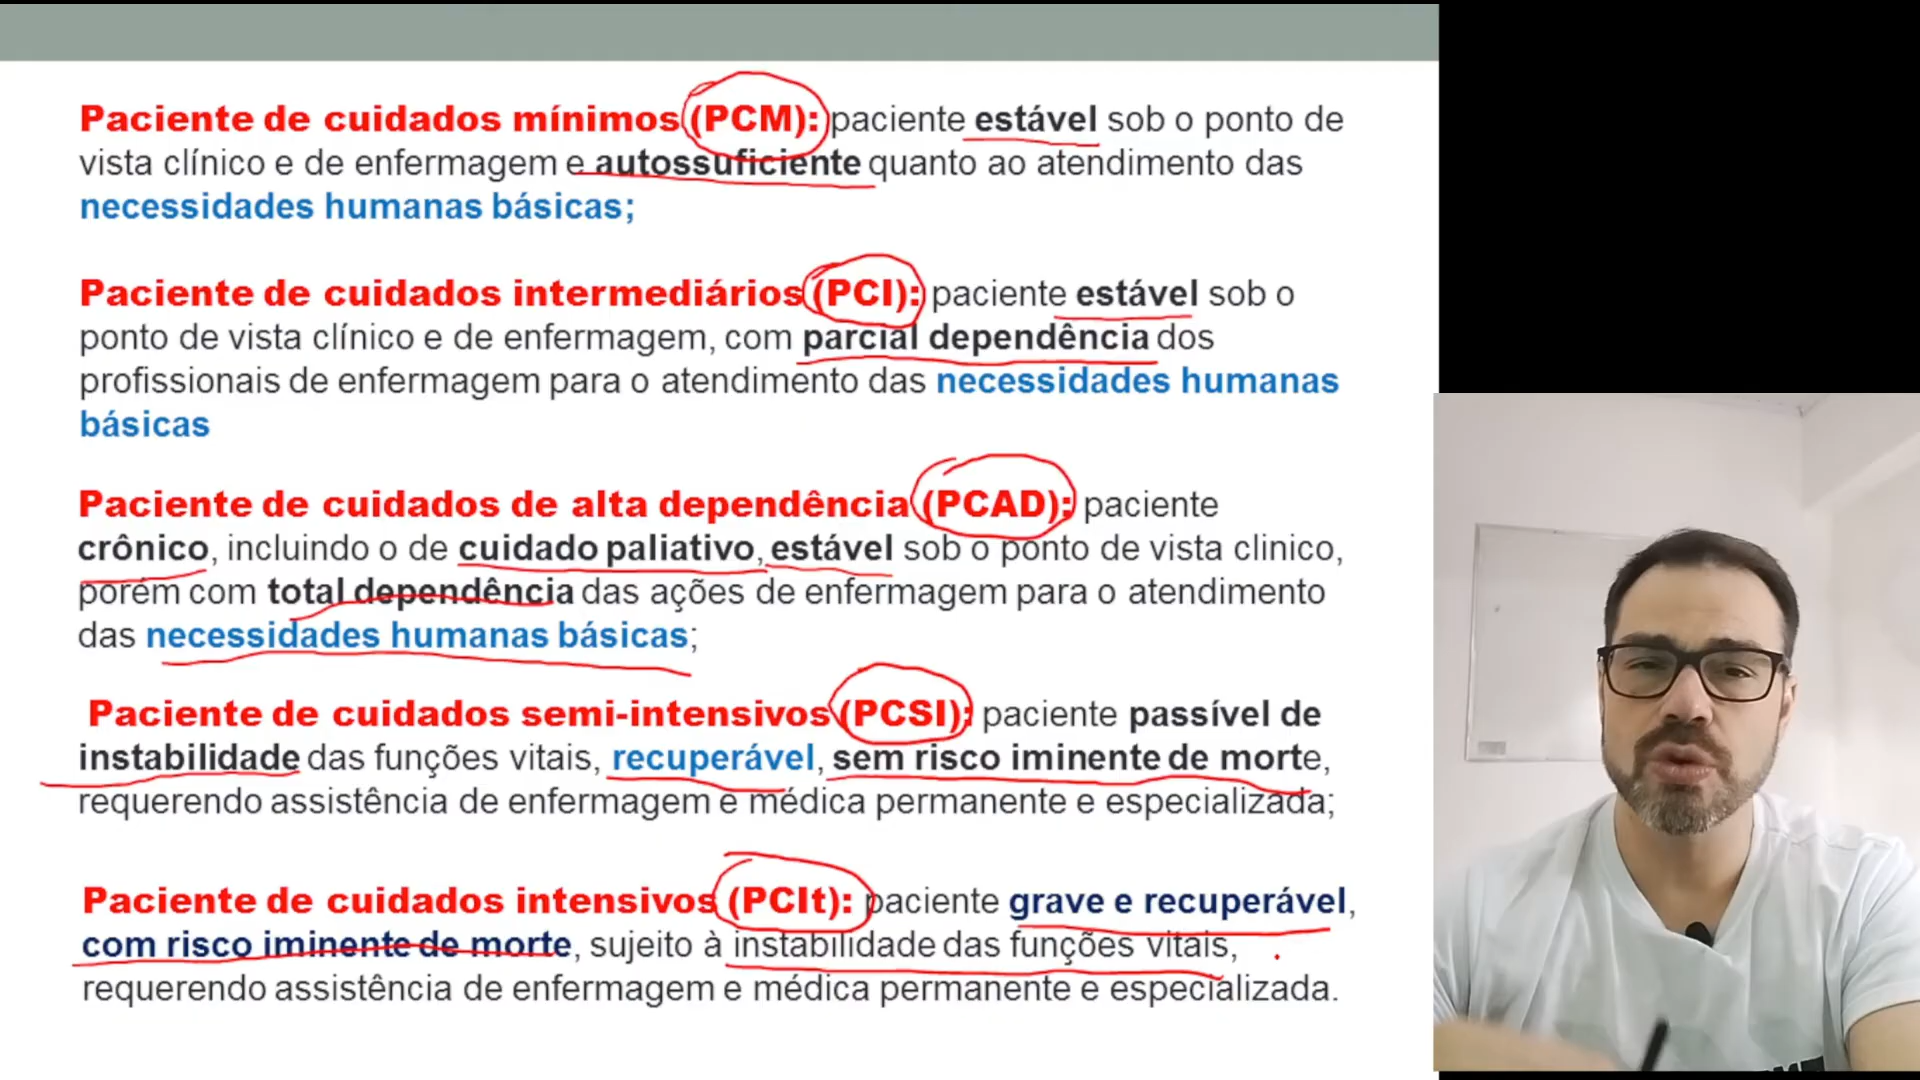 Paciente de cuidados mínimos (PCM): paciente estável sob o ponto de
vista clínico e de enfermagem e autossuficiente quanto ao atendimento das
necessidades humanas básicas;
Paciente de cuidados intermediários (PCI): paciente estável sob o
ponto de vista clínico e de enfermagem, com parcial dependência dos
profissionais de enfermagem para o atendimento das necessidades humanas
básicas
Paciente de cuidados de alta dependência (PCAD): paciente
crônico, incluindo o de cuidado paliativo, estável sob o ponto de vista clinico,
porém com total dependência das ações de enfermagem para o atendimento
das necessidades humanas básicas;
Paciente de cuidados semi-intensivos (PCSI): paciente passível de
instabilidade das funções vitais, recuperável, sem risco iminente de morte,
requerendo assistência de enfermagem e médica permanente e especializada;
Paciente de cuidados intensivos (PCIt): paciente grave e recuperável,
com risco iminente de morte, sujeito à instabilidade das funções vitais,
requerendo assistência de enfermagem e médica permanente e especializada.